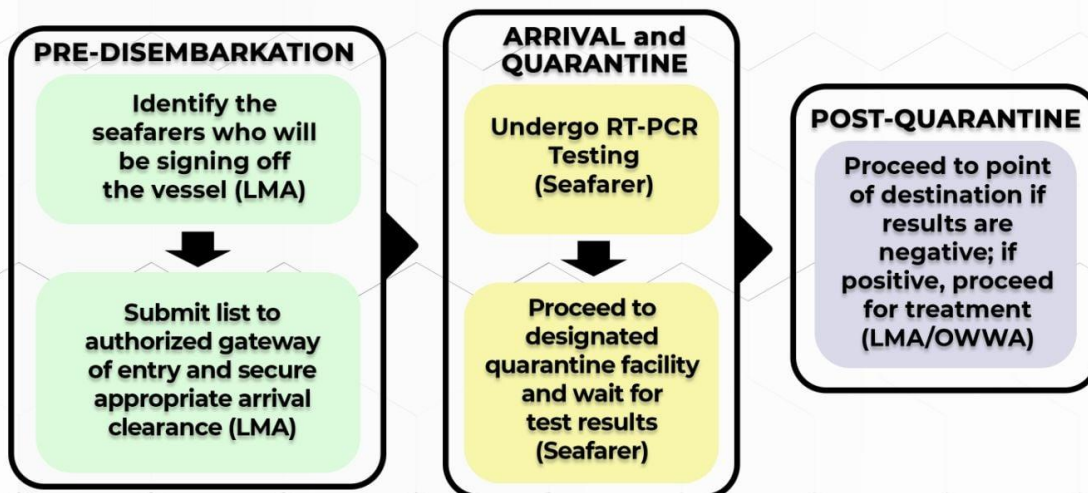 PRE-DISEMBARKATION
Identify the
seafarers who will
be signing off
the vessel (LMA)
Submit list to
authorized gateway
of entry and secure
appropriate arrival
clearance (LMA)
ARRIVAL and
QUARANTINE
Undergo RT-PCR
Testing
(Seafarer)
Proceed to
designated
quarantine facility
and wait for
test results
(Seafarer)
POST-QUARANTINE
Proceed to point
of destination if
results are
negative; if
positive, proceed
for treatment
(LMA/OWWA)